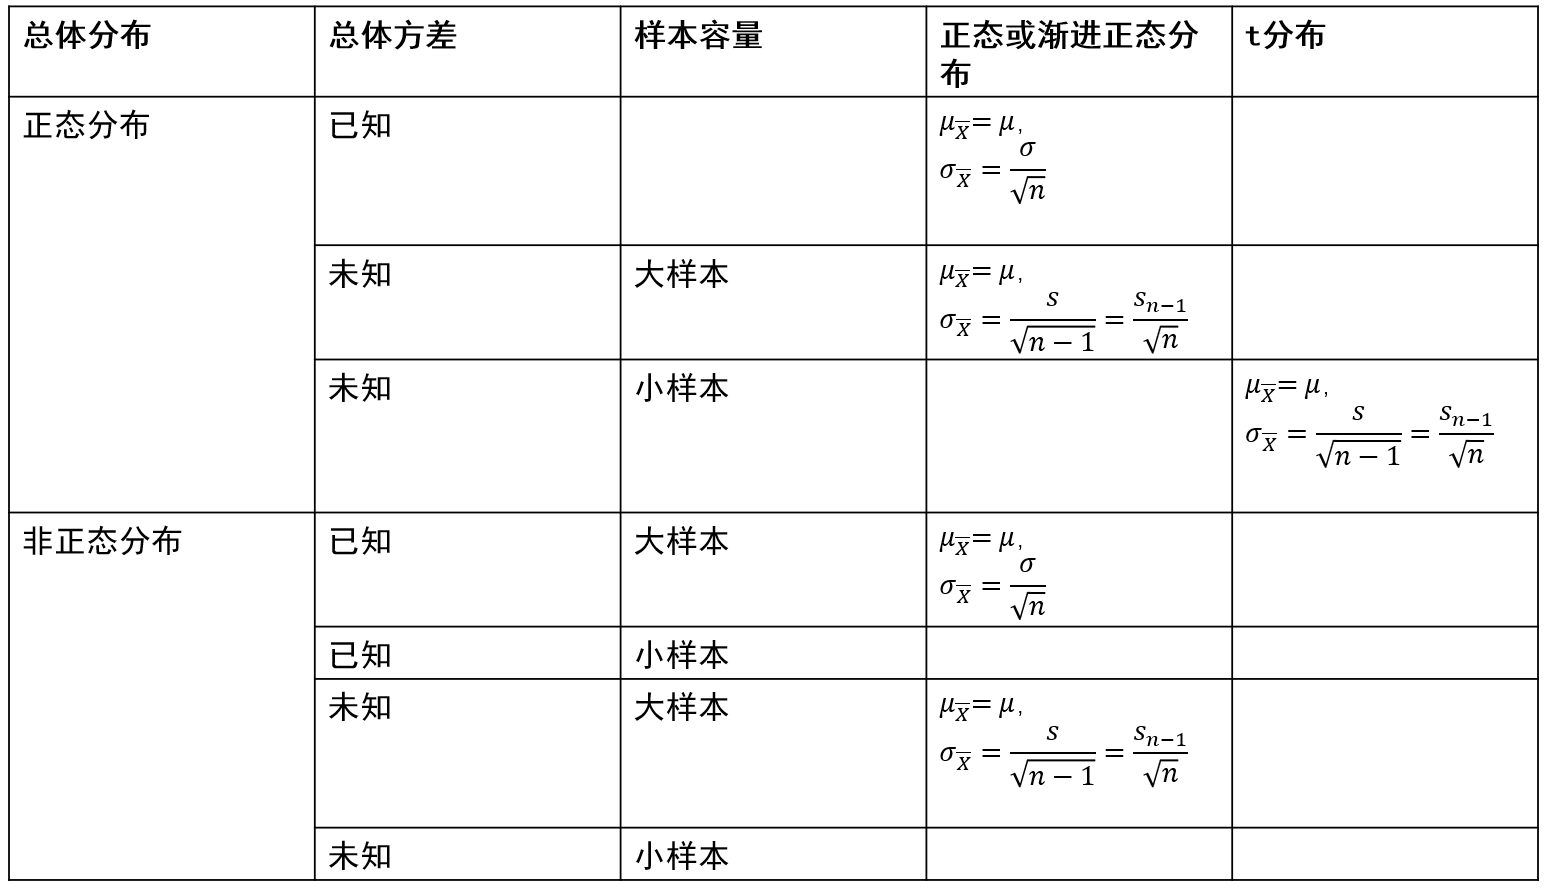 总体分布 总体方差 样本容量 正态或渐进正态分布 t分布
正态分布 已知 $\mu_{\overline{X}} = \mu,$
$\sigma_{\overline{X}} = \frac{\sigma}{\sqrt{n}}$
未知 大样本 $\mu_{\overline{X}} = \mu,$
$\sigma_{\overline{X}} = \frac{s}{\sqrt{n-1}} = \frac{s_{n-1}}{\sqrt{n}}$
未知 小样本 $\mu_{\overline{X}} = \mu,$
$\sigma_{\overline{X}} = \frac{s}{\sqrt{n-1}} = \frac{s_{n-1}}{\sqrt{n}}$
非正态分布 已知 大样本 $\mu_{\overline{X}} = \mu,$
$\sigma_{\overline{X}} = \frac{\sigma}{\sqrt{n}}$
已知 小样本
未知 大样本 $\mu_{\overline{X}} = \mu,$
$\sigma_{\overline{X}} = \frac{s}{\sqrt{n-1}} = \frac{s_{n-1}}{\sqrt{n}}$
未知 小样本